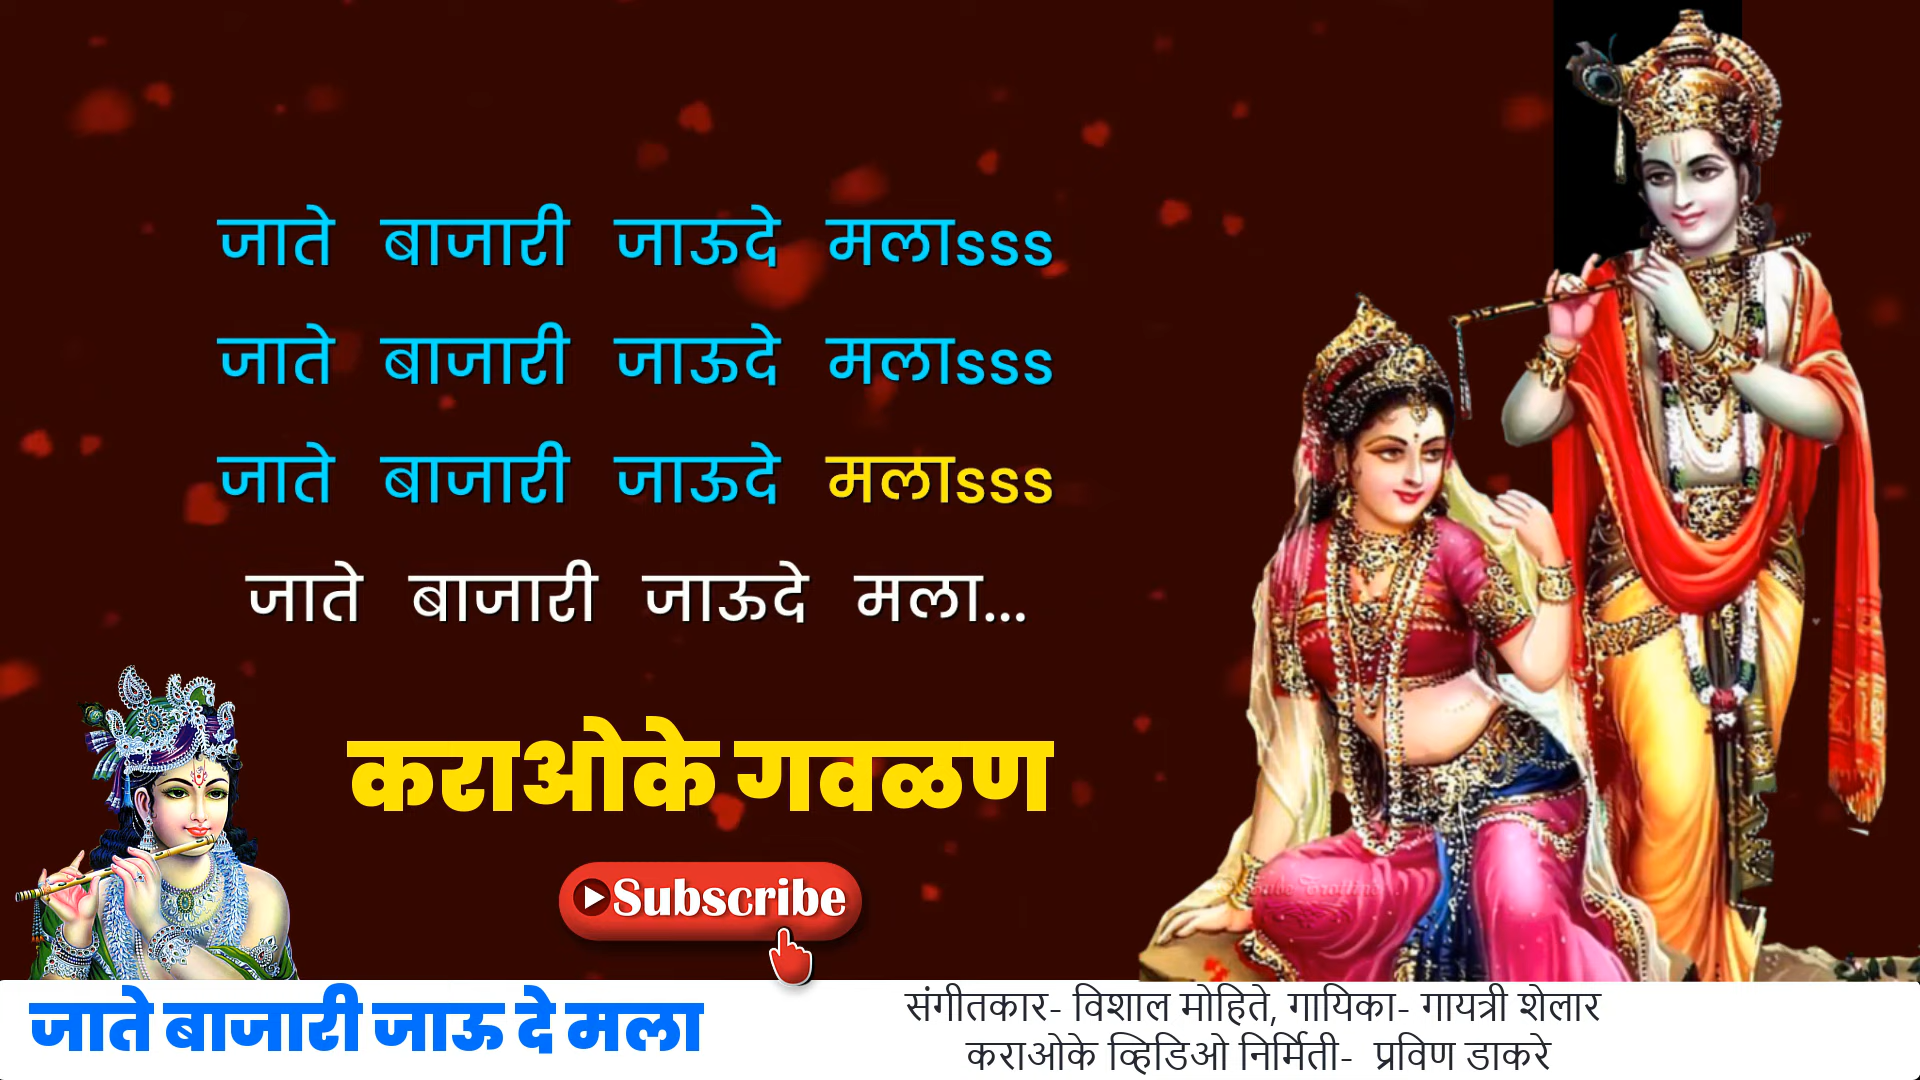 जाते बाजारी जाऊदे मलाsss
जाते बाजारी जाऊदे मलाsss
जाते बाजारी जाऊदे मलाsss
जाते बाजारी जाऊदे मला...
कराओके गवळण
Subscribe
जाते बाजारी जाऊ दे मला
संगीतकार- विशाल मोहिते, गायिका- गायत्री शेलार
कराओके व्हिडिओ निर्मिती- प्रविण डाकरे